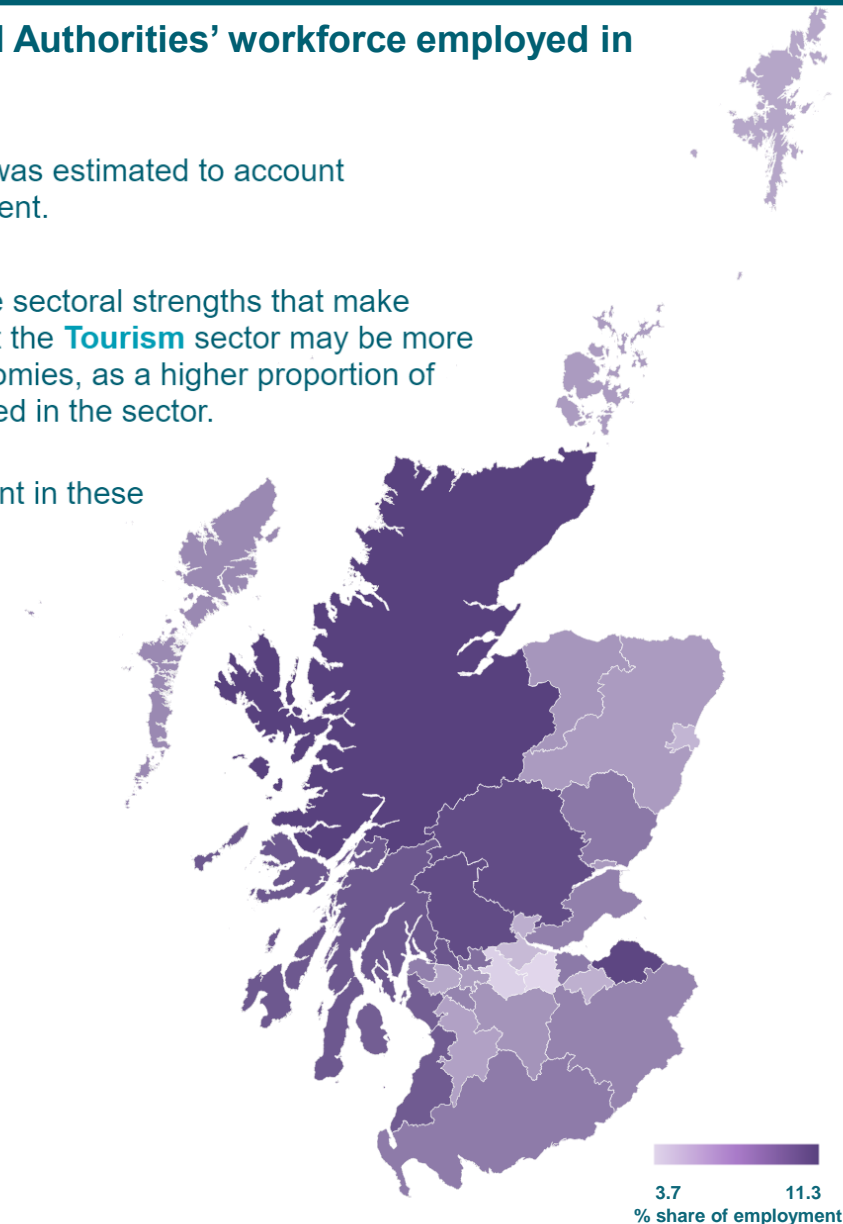 l Authorities’ workforce employed in
was estimated to account
ent.
e sectoral strengths that make
t the Tourism sector may be more
omies, as a higher proportion of
ed in the sector.
nt in these
3.7 11.3
% share of employment